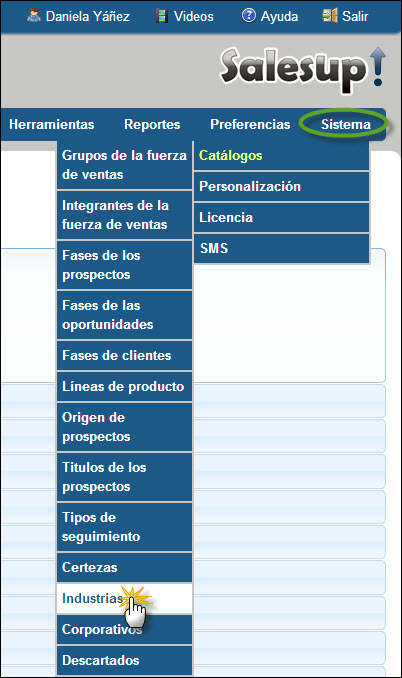 Daniela Yáñez Videos Ayuda Salir
Salesup!
Herramientas Reportes Preferencias Sistema
Catálogos
Personalización
Licencia
SMS
Grupos de la fuerza
de ventas
Integrantes de la
fuerza de ventas
Fases de los
prospectos
Fases de las
oportunidades
Fases de clientes
Líneas de producto
Origen de
prospectos
Titulos de los
prospectos
Tipos de
seguimiento
Certezas
Industrias
Corporativos
Descartados